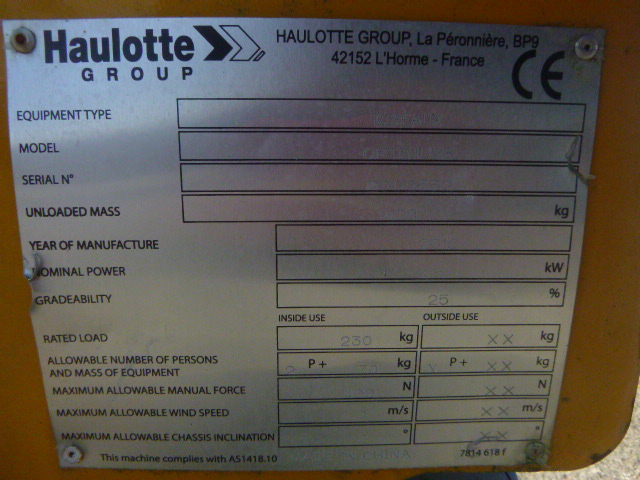 Haulotte
GROUP
HAULOTTE GROUP, La Péronnière, BP9
42152 L'Horme - France
CE
EQUIPMENT TYPE
MODEL
SERIAL N°
UNLOADED MASS kg
YEAR OF MANUFACTURE
NOMINAL POWER kW
GRADEABILITY 25 %
INSIDE USE OUTSIDE USE
RATED LOAD 230 kg XX kg
ALLOWABLE NUMBER OF PERSONS
AND MASS OF EQUIPMENT P + kg X P + XX kg
MAXIMUM ALLOWABLE MANUAL FORCE N XX N
MAXIMUM ALLOWABLE WIND SPEED m/s XX m/s
MAXIMUM ALLOWABLE CHASSIS INCLINATION ° XX °
This machine complies with AS1418.10 CHINA 7814 618 f